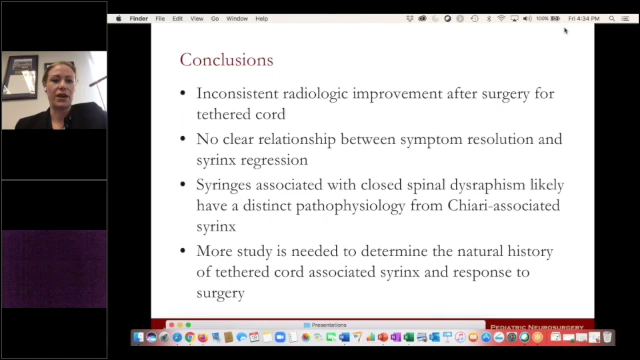 Finder File Edit View Go Window Help
100% Fri 4:34 PM
Conclusions
• Inconsistent radiologic improvement after surgery for
tethered cord
• No clear relationship between symptom resolution and
syrinx regression
• Syringes associated with closed spinal dysraphism likely
have a distinct pathophysiology from Chiari-associated
syrinx
• More study is needed to determine the natural history
of tethered cord associated syrinx and response to
surgery
Presentations
PEDIATRIC NEUROSURGERY